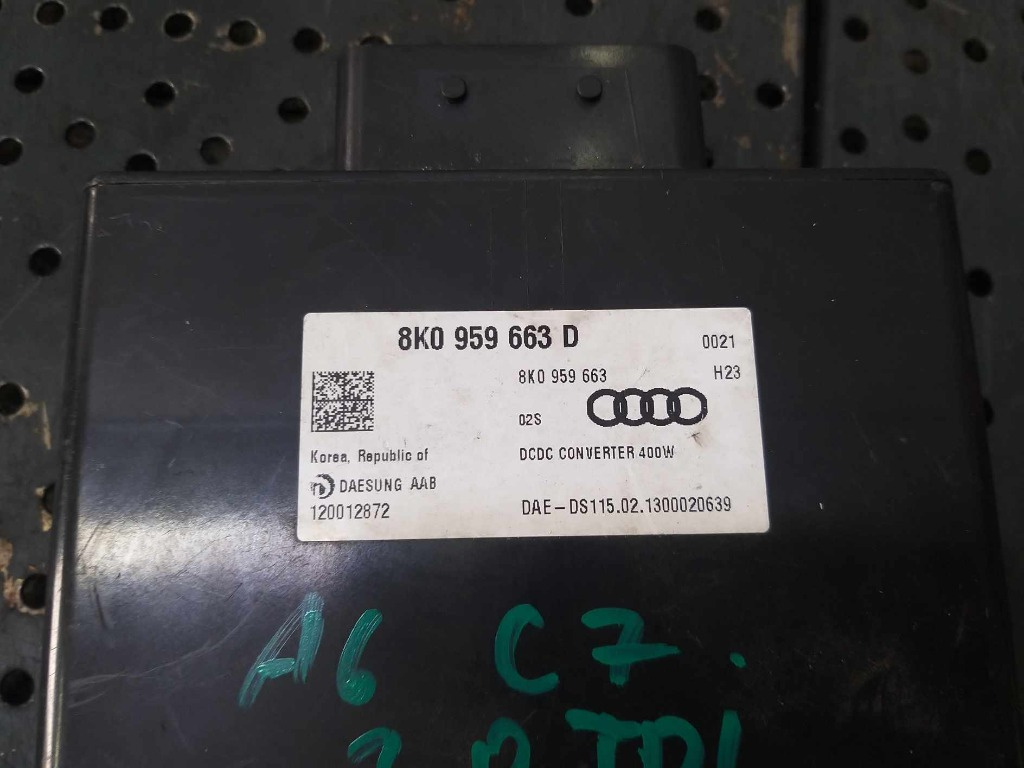 8K0 959 663 D
0021
8K0 959 663
H23
02S
Korea, Republic of
DCDC CONVERTER 400W
DAESUNG AAB
120012872
DAE-DS115.02.1300020639
A6 C7.
TDI